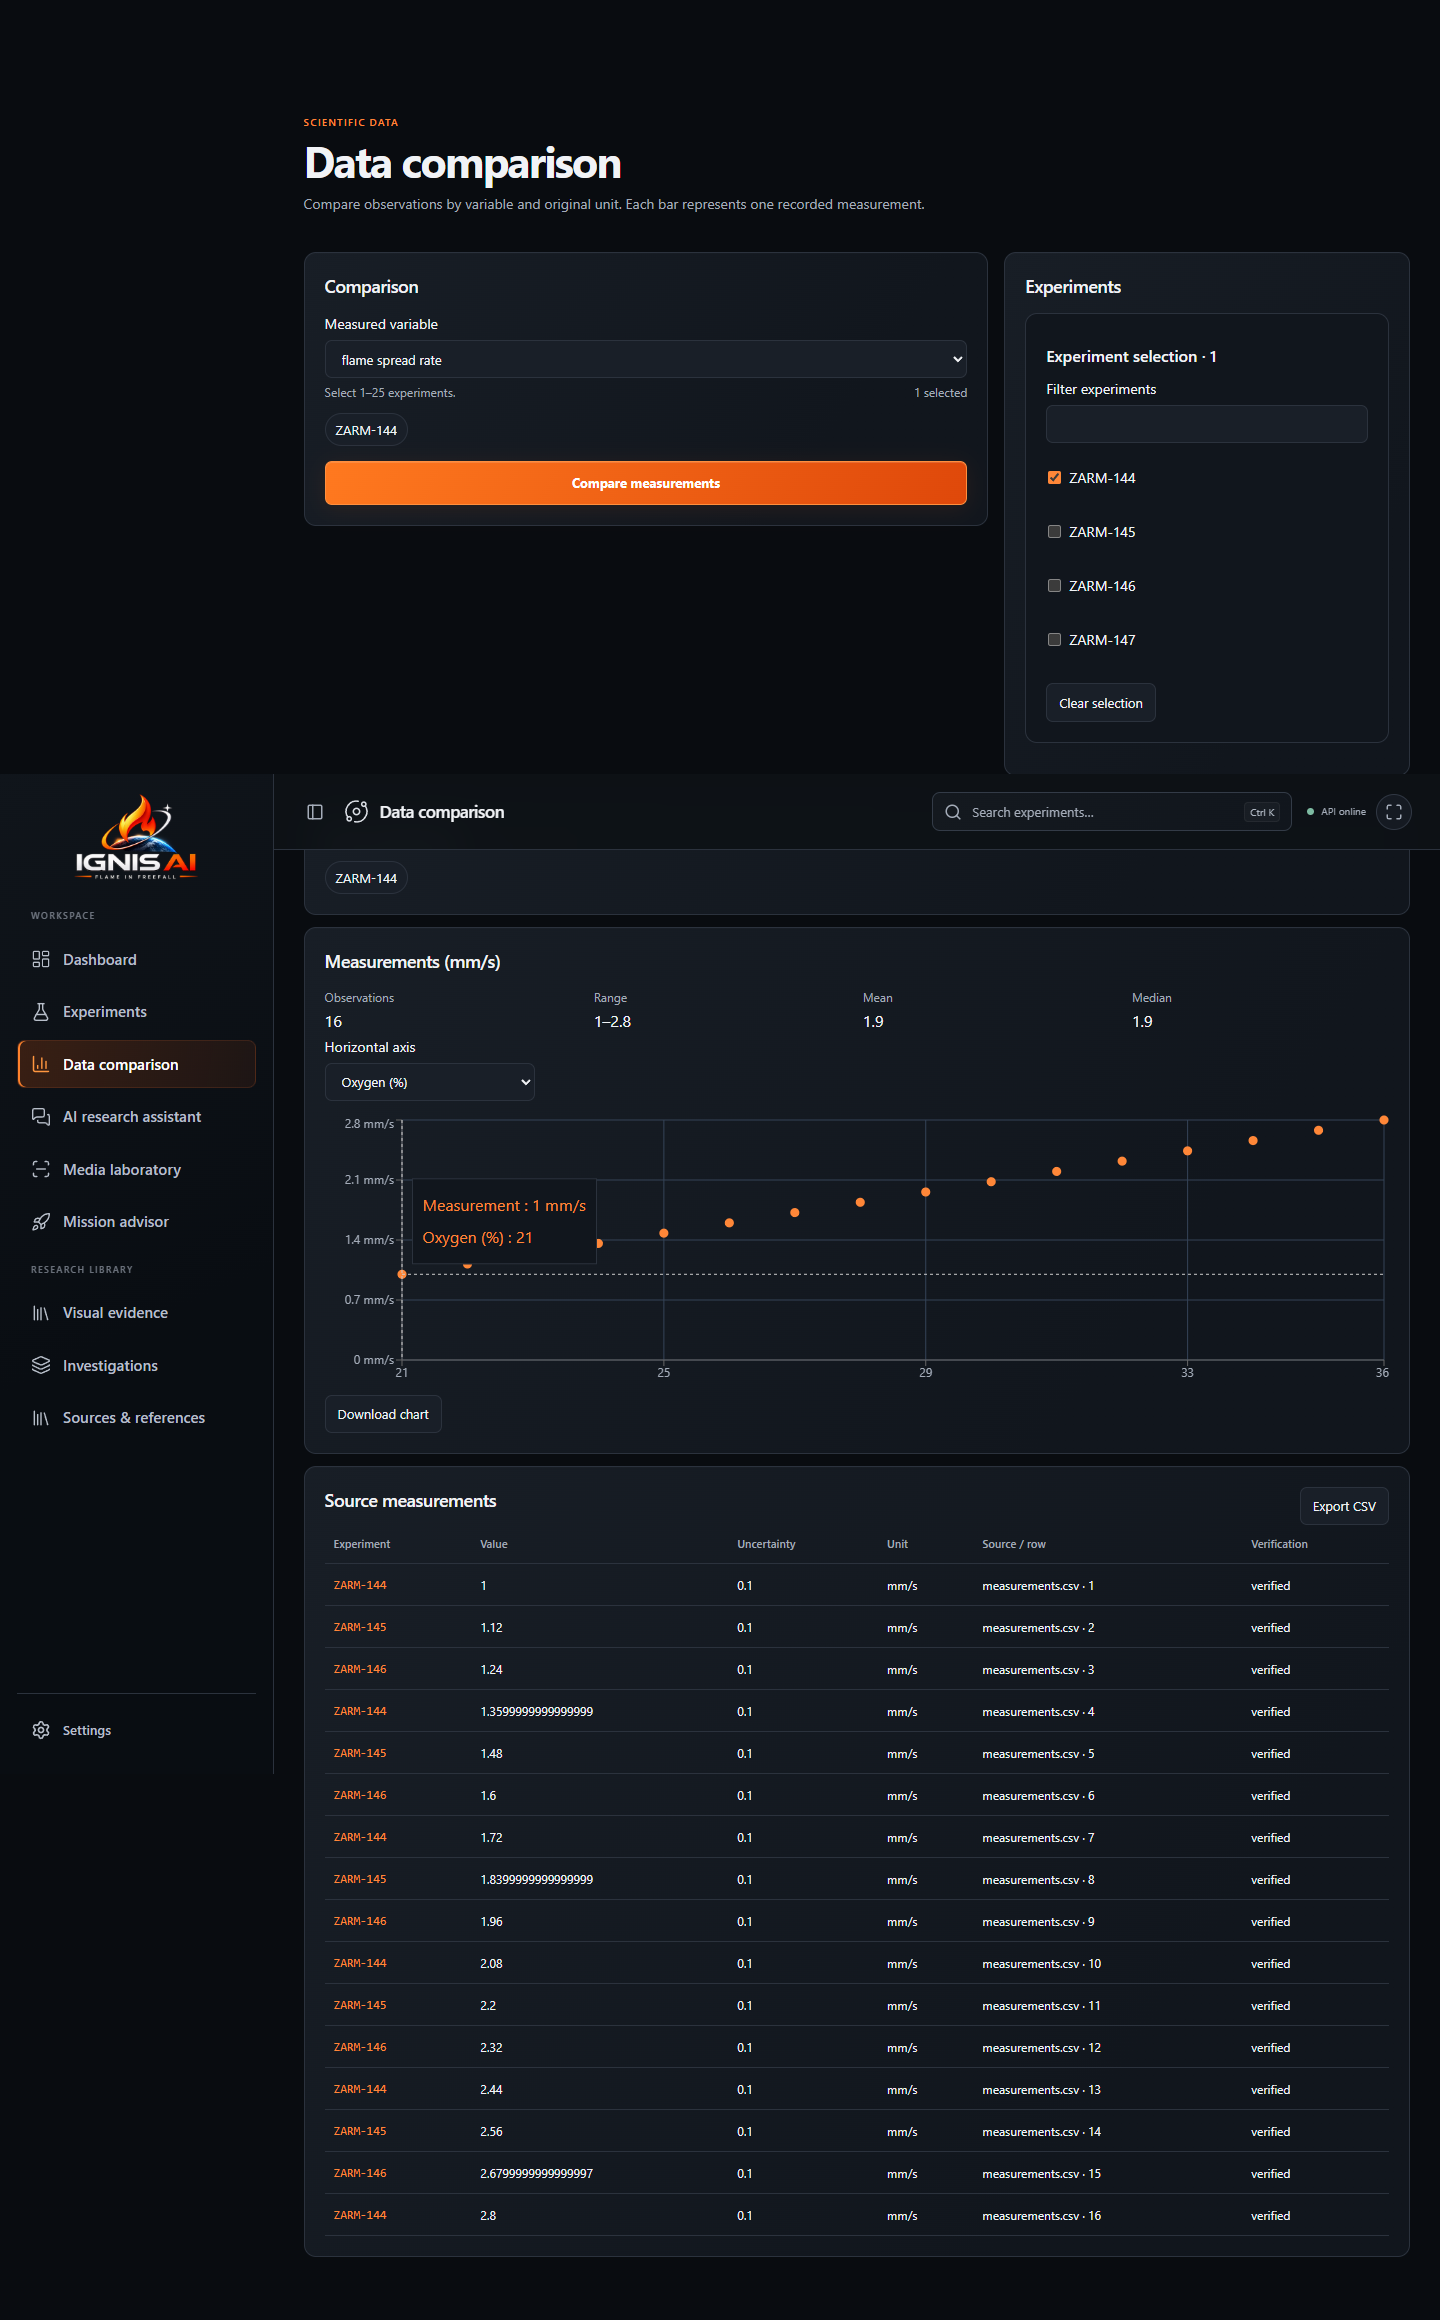 SCIENTIFIC DATA
Data comparison
Compare observations by variable and original unit. Each bar represents one recorded measurement.
Comparison
Measured variable
flame spread rate
Select 1–25 experiments.
1 selected
ZARM-144
Compare measurements
Experiments
Experiment selection · 1
Filter experiments
ZARM-144
ZARM-145
ZARM-146
ZARM-147
Clear selection
IGNIS AI
FLAME IN FREEFALL
WORKSPACE
Dashboard
Experiments
Data comparison
AI research assistant
Media laboratory
Mission advisor
RESEARCH LIBRARY
Visual evidence
Investigations
Sources & references
Settings
Data comparison
Search experiments...
Ctrl K
API online
ZARM-144
Measurements (mm/s)
Observations Range Mean Median
16 1–2.8 1.9 1.9
Horizontal axis
Oxygen (%)
2.8 mm/s
2.1 mm/s
1.4 mm/s
0.7 mm/s
0 mm/s
Measurement : 1 mm/s
Oxygen (%) : 21
21 25 29 33 36
Download chart
Source measurements
Export CSV
Experiment Value Uncertainty Unit Source / row Verification
ZARM-144 1 0.1 mm/s measurements.csv · 1 verified
ZARM-145 1.12 0.1 mm/s measurements.csv · 2 verified
ZARM-146 1.24 0.1 mm/s measurements.csv · 3 verified
ZARM-144 1.3599999999999999 0.1 mm/s measurements.csv · 4 verified
ZARM-145 1.48 0.1 mm/s measurements.csv · 5 verified
ZARM-146 1.6 0.1 mm/s measurements.csv · 6 verified
ZARM-144 1.72 0.1 mm/s measurements.csv · 7 verified
ZARM-145 1.8399999999999999 0.1 mm/s measurements.csv · 8 verified
ZARM-146 1.96 0.1 mm/s measurements.csv · 9 verified
ZARM-144 2.08 0.1 mm/s measurements.csv · 10 verified
ZARM-145 2.2 0.1 mm/s measurements.csv · 11 verified
ZARM-146 2.32 0.1 mm/s measurements.csv · 12 verified
ZARM-144 2.44 0.1 mm/s measurements.csv · 13 verified
ZARM-145 2.56 0.1 mm/s measurements.csv · 14 verified
ZARM-146 2.6799999999999997 0.1 mm/s measurements.csv · 15 verified
ZARM-144 2.8 0.1 mm/s measurements.csv · 16 verified